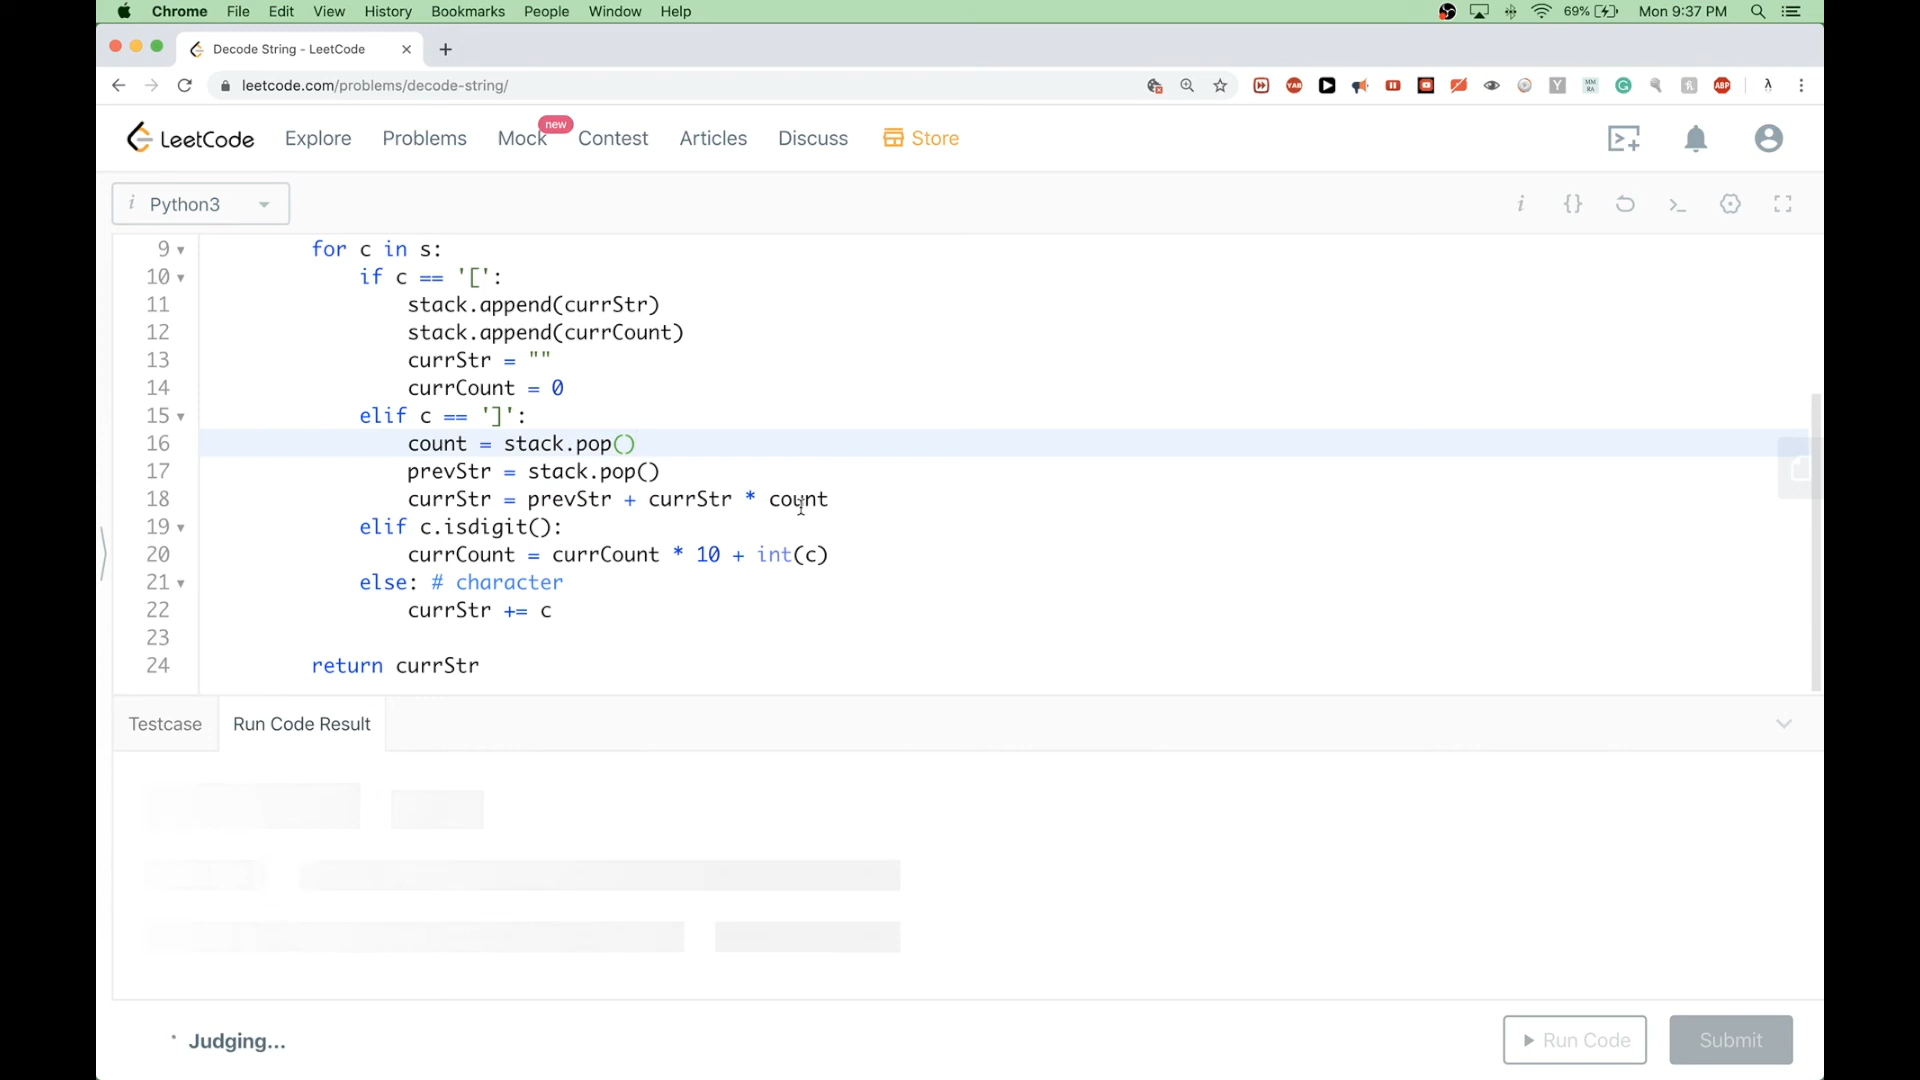 Chrome File Edit View History Bookmarks People Window Help 69% Mon 9:37 PM
Decode String - LeetCode
leetcode.com/problems/decode-string/
LeetCode Explore Problems Mock new Contest Articles Discuss Store
i Python3
9 for c in s:
10 if c == '[':
11 stack.append(currStr)
12 stack.append(currCount)
13 currStr = ""
14 currCount = 0
15 elif c == ']':
16 count = stack.pop()
17 prevStr = stack.pop()
18 currStr = prevStr + currStr * count
19 elif c.isdigit():
20 currCount = currCount * 10 + int(c)
21 else: # character
22 currStr += c
23
24 return currStr
Testcase Run Code Result
Judging... Run Code Submit